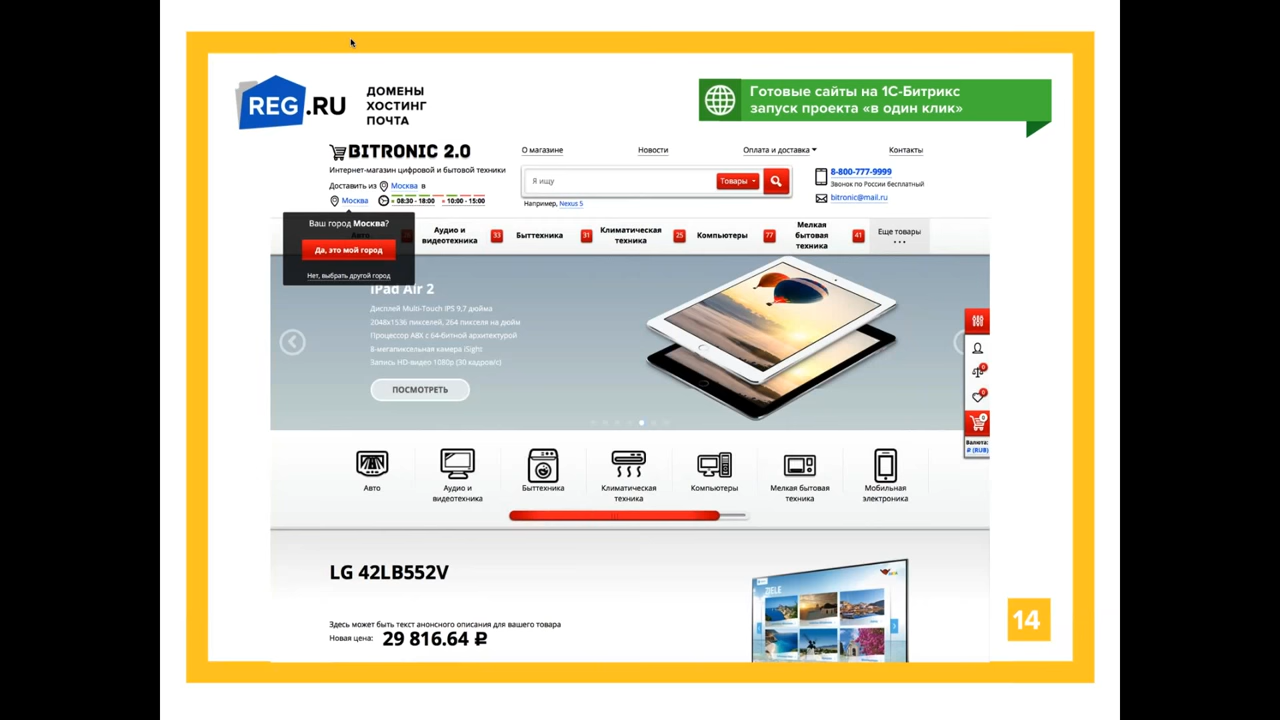 REG.RU
ДОМЕНЫ
ХОСТИНГ
ПОЧТА
Готовые сайты на 1С-Битрикс
запуск проекта «в один клик»
BITRONIC 2.0
Интернет-магазин цифровой и бытовой техники
Доставить из Москва в
Москва 08:30 - 18:00 10:00 - 15:00
О магазине Новости Оплата и доставка Контакты
Я ищу Товары
Например, Nexus 5
8-800-777-9999
Звонок по России бесплатный
bitronic@mail.ru
Ваш город Москва?
Да, это мой город
Нет, выбрать другой город
Аудио и
видеотехника 33
Быттехника 31
Климатическая
техника 25
Компьютеры 77
Мелкая
бытовая
техника 41
Еще товары
iPad Air 2
Дисплей Multi-Touch IPS 9,7 дюйма
2048x1536 пикселей, 264 пикселя на дюйм
Процессор A8X с 64-битной архитектурой
8-мегапиксельная камера iSight
Запись HD-видео 1080p (30 кадров/с)
ПОСМОТРЕТЬ
0
0
0
Валюта:
₽ (RUB)
Авто
Аудио и
видеотехника
Быттехника
Климатическая
техника
Компьютеры
Мелкая бытовая
техника
Мобильная
электроника
LG 42LB552V
Здесь может быть текст анонсного описания для вашего товара
Новая цена: 29 816.64 ₽
ZIELE
14